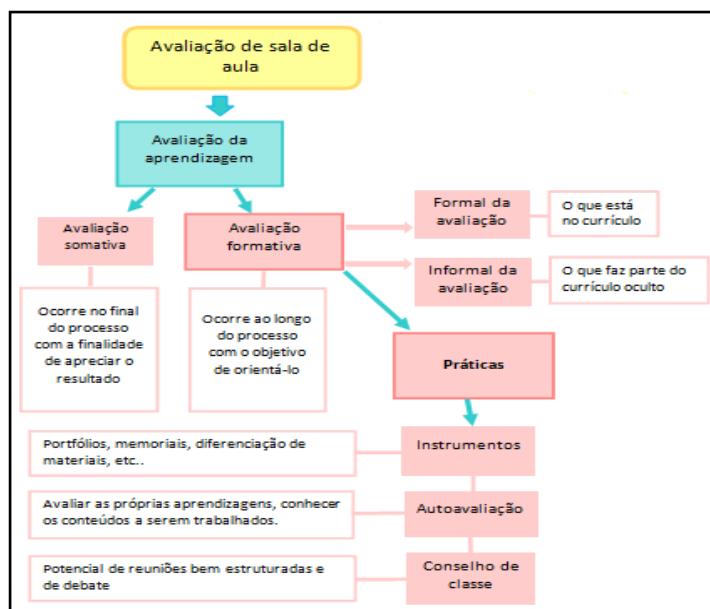 Avaliação de sala de
aula
Avaliação da
aprendizagem
Avaliação
somativa
Avaliação
formativa
Formal da
avaliação
O que está
no currículo
Informal da
avaliação
O que faz parte do
currículo oculto
Ocorre no final
do processo
com a finalidade
de apreciar o
resultado
Ocorre ao longo
do processo
com o objetivo
de orientá-lo
Práticas
Portfólios, memoriais, diferenciação de
materiais, etc..
Instrumentos
Avaliar as próprias aprendizagens, conhecer
os conteúdos a serem trabalhados.
Autoavaliação
Potencial de reuniões bem estruturadas e
de debate
Conselho de
classe